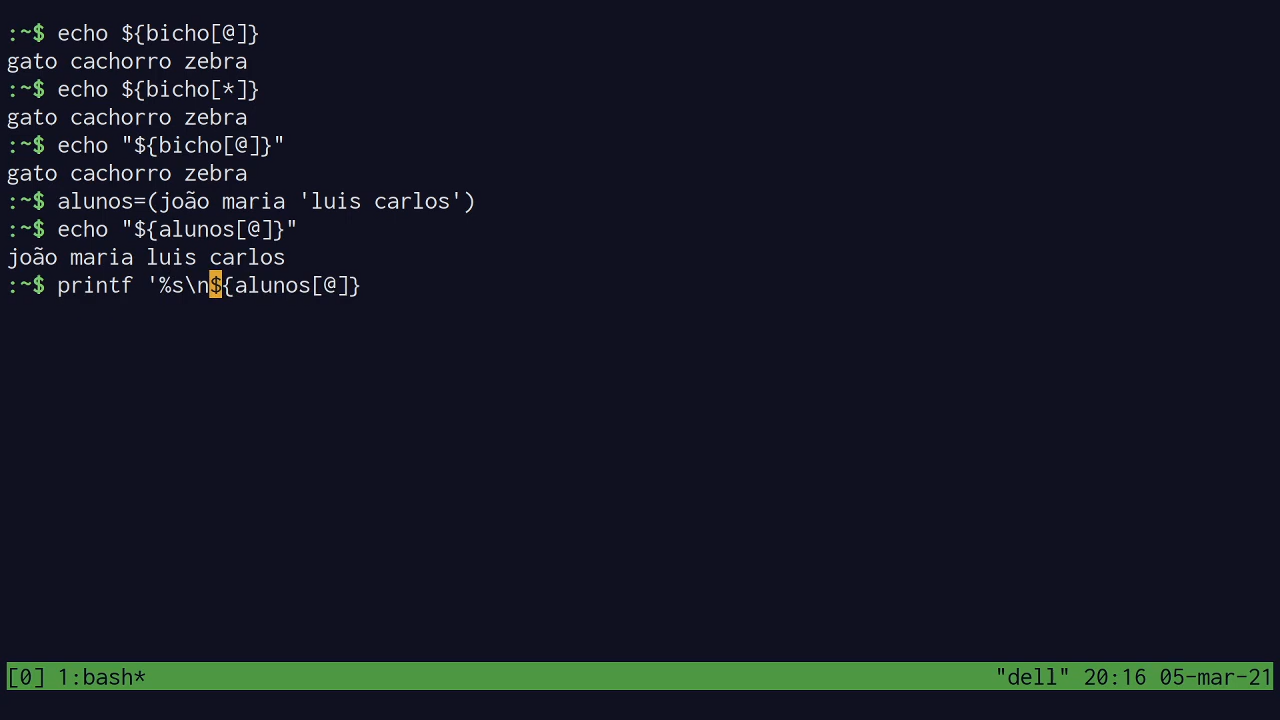 :~$ echo ${bicho[@]}
gato cachorro zebra
:~$ echo ${bicho[*]}
gato cachorro zebra
:~$ echo "${bicho[@]}"
gato cachorro zebra
:~$ alunos=(joão maria 'luis carlos')
:~$ echo "${alunos[@]}"
joão maria luis carlos
:~$ printf '%s\n${alunos[@]}
[0] 1:bash* "dell" 20:16 05-mar-21